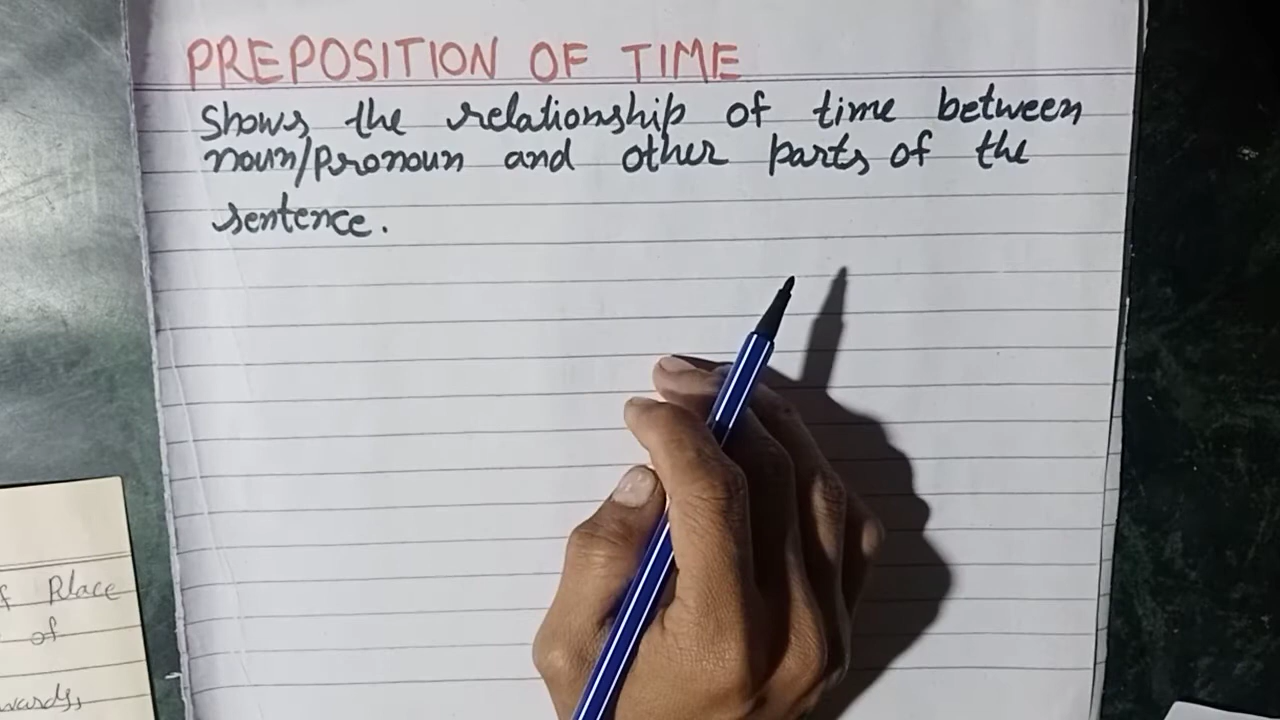 PREPOSITION OF TIME
Shows the relationship of time between
noun/Pronoun and other parts of the
sentence.
Place
of